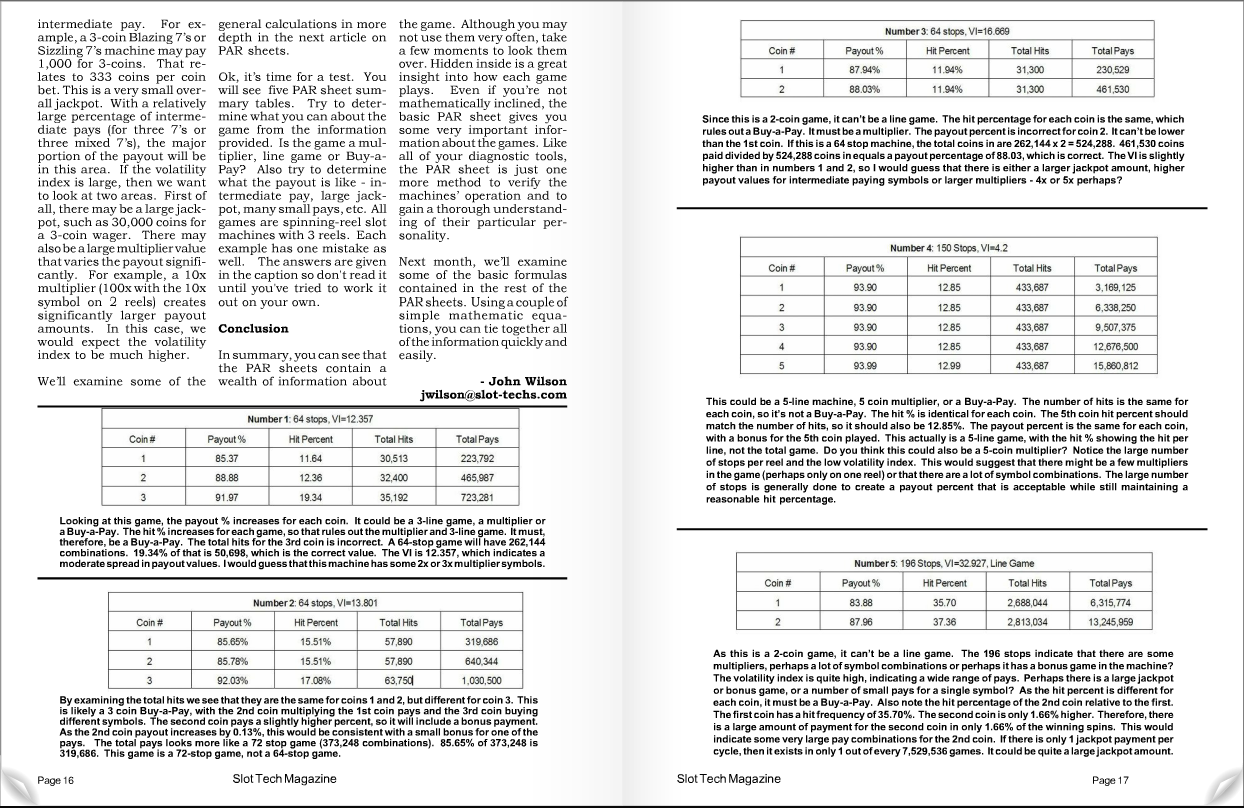 intermediate pay. For ex-
ample, a 3-coin Blazing 7's or
Sizzling 7's machine may pay
1,000 for 3-coins. That re-
lates to 333 coins per coin
bet. This is a very small over-
all jackpot. With a relatively
large percentage of interme-
diate pays (for three 7's or
three mixed 7's), the major
portion of the payout will be
in this area. If the volatility
index is large, then we want
to look at two areas. First of
all, there may be a large jack-
pot, such as 30,000 coins for
a 3-coin wager. There may
also be a large multiplier value
that varies the payout signifi-
cantly. For example, a 10x
multiplier (100x with the 10x
symbol on 2 reels) creates
significantly larger payout
amounts. In this case, we
would expect the volatility
index to be much higher.
We'll examine some of the
general calculations in more
depth in the next article on
PAR sheets.
Ok, it's time for a test. You
will see five PAR sheet sum-
mary tables. Try to deter-
mine what you can about the
game from the information
provided. Is the game a mul-
tiplier, line game or Buy-a-
Pay? Also try to determine
what the payout is like - in-
termediate pay, large jack-
pot, many small pays, etc. All
games are spinning-reel slot
machines with 3 reels. Each
example has one mistake as
well. The answers are given
in the caption so don't read it
until you've tried to work it
out on your own.
Conclusion
In summary, you can see that
the PAR sheets contain a
wealth of information about
the game. Although you may
not use them very often, take
a few moments to look them
over. Hidden inside is a great
insight into how each game
plays. Even if you're not
mathematically inclined, the
basic PAR sheet gives you
some very important infor-
mation about the games. Like
all of your diagnostic tools,
the PAR sheet is just one
more method to verify the
machines' operation and to
gain a thorough understand-
ing of their particular per-
sonality.
Next month, we'll examine
some of the basic formulas
contained in the rest of the
PAR sheets. Using a couple of
simple mathematic equa-
tions, you can tie together all
of the information quickly and
easily.
- John Wilson
jwilson@slot-techs.com
Number 1: 64 stops, VI=12.357
Coin # Payout % Hit Percent Total Hits Total Pays
1 85.37 11.64 30,513 223,792
2 88.88 12.36 32,400 465,987
3 91.97 19.34 35,192 723,281
Looking at this game, the payout % increases for each coin. It could be a 3-line game, a multiplier or
a Buy-a-Pay. The hit % increases for each game, so that rules out the multiplier and 3-line game. It must,
therefore, be a Buy-a-Pay. The total hits for the 3rd coin is incorrect. A 64-stop game will have 262,144
combinations. 19.34% of that is 50,698, which is the correct value. The VI is 12.357, which indicates a
moderate spread in payout values. I would guess that this machine has some 2x or 3x multiplier symbols.
Number 2: 64 stops, VI=13.801
Coin # Payout % Hit Percent Total Hits Total Pays
1 85.65% 15.51% 57,890 319,686
2 85.78% 15.51% 57,890 640,344
3 92.03% 17.08% 63,750 1,030,500
By examining the total hits we see that they are the same for coins 1 and 2, but different for coin 3. This
is likely a 3 coin Buy-a-Pay, with the 2nd coin multiplying the 1st coin pays and the 3rd coin buying
different symbols. The second coin pays a slightly higher percent, so it will include a bonus payment.
As the 2nd coin payout increases by 0.13%, this would be consistent with a small bonus for one of the
pays. The total pays looks more like a 72 stop game (373,248 combinations). 85.65% of 373,248 is
319,686. This game is a 72-stop game, not a 64-stop game.
Page 16
Slot Tech Magazine
Number 3: 64 stops, VI=16.669
Coin # Payout % Hit Percent Total Hits Total Pays
1 87.94% 11.94% 31,300 230,529
2 88.03% 11.94% 31,300 461,530
Since this is a 2-coin game, it can't be a line game. The hit percentage for each coin is the same, which
rules out a Buy-a-Pay. It must be a multiplier. The payout percent is incorrect for coin 2. It can't be lower
than the 1st coin. If this is a 64 stop machine, the total coins in are 262,144 x 2 = 524,288. 461,530 coins
paid divided by 524,288 coins in equals a payout percentage of 88.03, which is correct. The VI is slightly
higher than in numbers 1 and 2, so I would guess that there is either a larger jackpot amount, higher
payout values for intermediate paying symbols or larger multipliers - 4x or 5x perhaps?
Number 4: 150 Stops, VI=4.2
Coin # Payout % Hit Percent Total Hits Total Pays
1 93.90 12.85 433,687 3,169,125
2 93.90 12.85 433,687 6,338,250
3 93.90 12.85 433,687 9,507,375
4 93.90 12.85 433,687 12,676,500
5 93.99 12.99 433,687 15,860,812
This could be a 5-line machine, 5 coin multiplier, or a Buy-a-Pay. The number of hits is the same for
each coin, so it's not a Buy-a-Pay. The hit % is identical for each coin. The 5th coin hit percent should
match the number of hits, so it should also be 12.85%. The payout percent is the same for each coin,
with a bonus for the 5th coin played. This actually is a 5-line game, with the hit % showing the hit per
line, not the total game. Do you think this could also be a 5-coin multiplier? Notice the large number
of stops per reel and the low volatility index. This would suggest that there might be a few multipliers
in the game (perhaps only on one reel) or that there are a lot of symbol combinations. The large number
of stops is generally done to create a payout percent that is acceptable while still maintaining a
reasonable hit percentage.
Number 5: 196 Stops, VI=32.927, Line Game
Coin # Payout % Hit Percent Total Hits Total Pays
1 83.88 35.70 2,688,044 6,315,774
2 87.96 37.36 2,813,034 13,245,959
As this is a 2-coin game, it can't be a line game. The 196 stops indicate that there are some
multipliers, perhaps a lot of symbol combinations or perhaps it has a bonus game in the machine?
The volatility index is quite high, indicating a wide range of pays. Perhaps there is a large jackpot
or bonus game, or a number of small pays for a single symbol? As the hit percent is different for
each coin, it must be a Buy-a-Pay. Also note the hit percentage of the 2nd coin relative to the first.
The first coin has a hit frequency of 35.70%. The second is only 1.66% higher. Therefore, there
is a large amount of payment for the second coin in only 1.66% of the winning spins. This would
indicate some very large pay combinations for the 2nd coin. If there is only 1 jackpot payment per
cycle, then it exists in only 1 out of every 7,529,536 games. It could be quite a large jackpot amount.
Slot Tech Magazine
Page 17